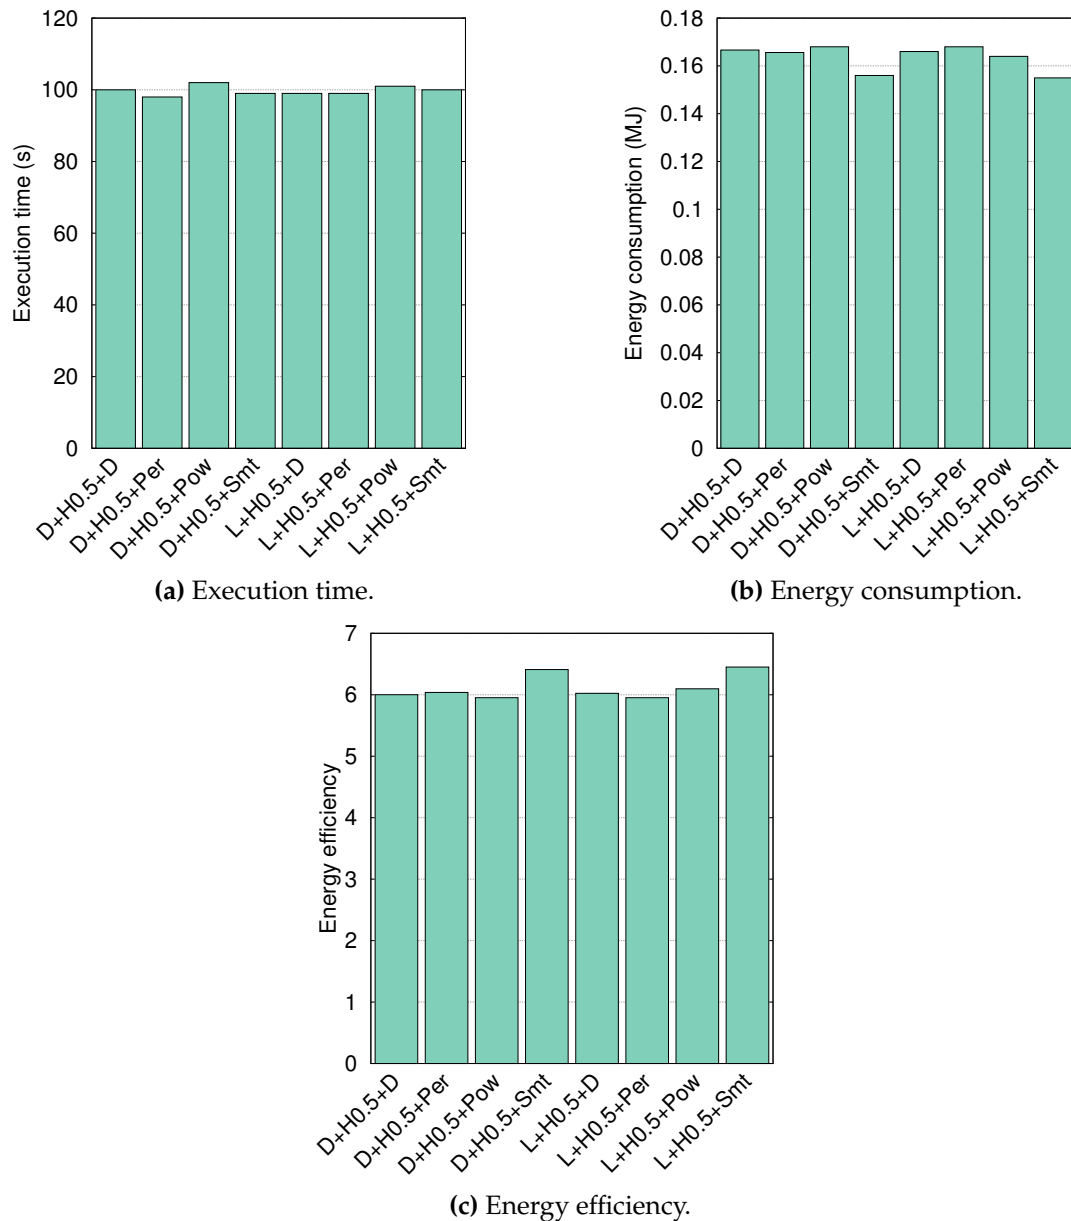 120
100
80
60
40
20
0
Execution time (s)
D+H0.5+D
D+H0.5+Per
D+H0.5+Pow
D+H0.5+Smt
L+H0.5+D
L+H0.5+Per
L+H0.5+Pow
L+H0.5+Smt
(a) Execution time.
0.18
0.16
0.14
0.12
0.1
0.08
0.06
0.04
0.02
0
Energy consumption (MJ)
D+H0.5+D
D+H0.5+Per
D+H0.5+Pow
D+H0.5+Smt
L+H0.5+D
L+H0.5+Per
L+H0.5+Pow
L+H0.5+Smt
(b) Energy consumption.
7
6
5
4
3
2
1
0
Energy efficiency
D+H0.5+D
D+H0.5+Per
D+H0.5+Pow
D+H0.5+Smt
L+H0.5+D
L+H0.5+Per
L+H0.5+Pow
L+H0.5+Smt
(c) Energy efficiency.